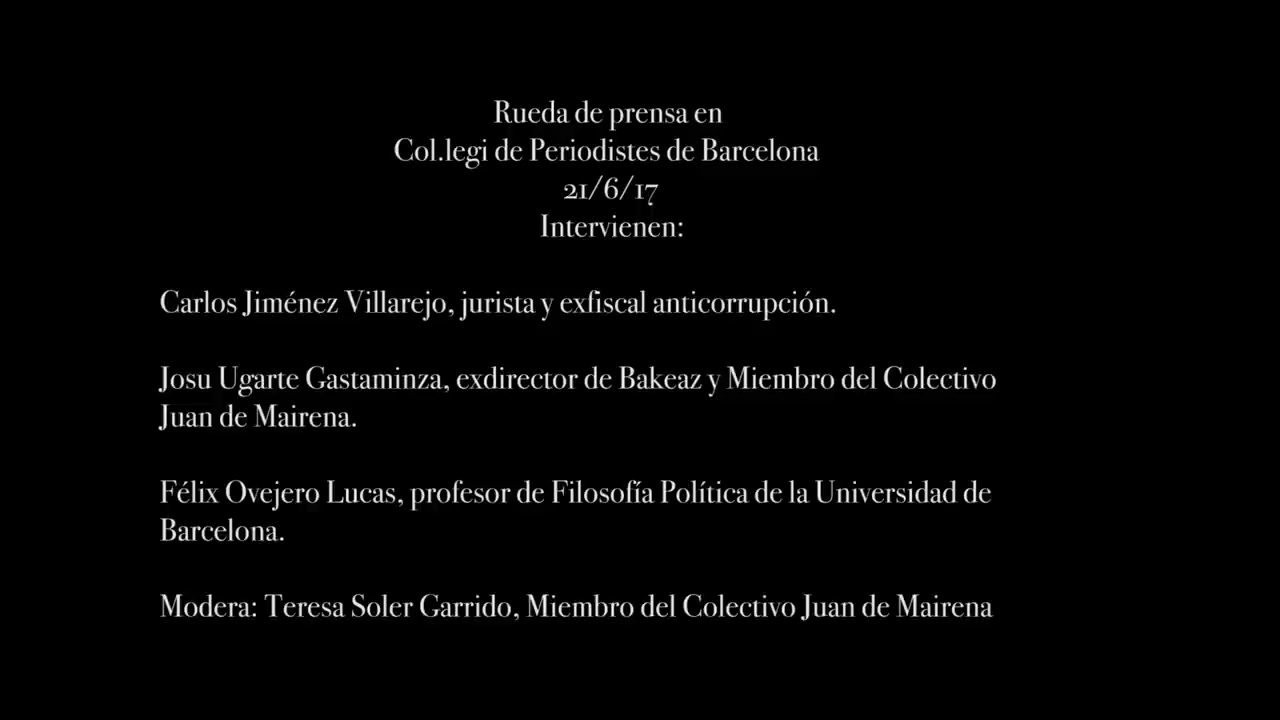 Rueda de prensa en
Col.legi de Periodistes de Barcelona
21/6/17
Intervienen:
Carlos Jiménez Villarejo, jurista y exfiscal anticorrupción.
Josu Ugarte Gastaminza, exdirector de Bakeaz y Miembro del Colectivo
Juan de Mairena.
Félix Ovejero Lucas, profesor de Filosofía Política de la Universidad de
Barcelona.
Modera: Teresa Soler Garrido, Miembro del Colectivo Juan de Mairena